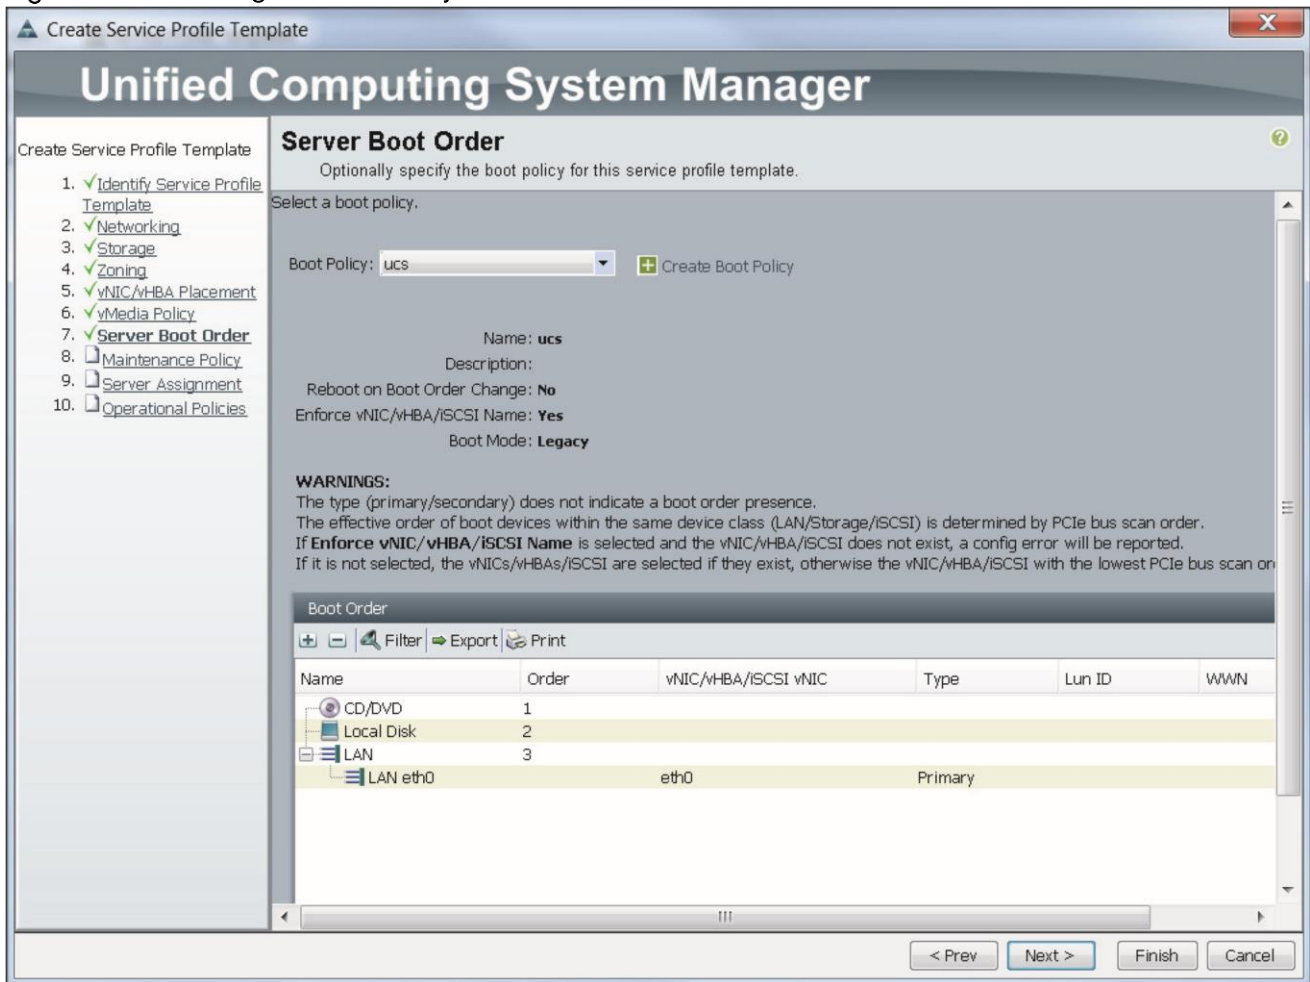 Create Service Profile Template
Unified Computing System Manager
Create Service Profile Template
1. Identify Service Profile
Template
2. Networking
3. Storage
4. Zoning
5. vNIC/vHBA Placement
6. vMedia Policy
7. Server Boot Order
8. Maintenance Policy
9. Server Assignment
10. Operational Policies
Server Boot Order
Optionally specify the boot policy for this service profile template.
Select a boot policy.
Boot Policy: ucs
Create Boot Policy
Name: ucs
Description:
Reboot on Boot Order Change: No
Enforce vNIC/vHBA/iSCSI Name: Yes
Boot Mode: Legacy
WARNINGS:
The type (primary/secondary) does not indicate a boot order presence.
The effective order of boot devices within the same device class (LAN/Storage/iSCSI) is determined by PCIe bus scan order.
If Enforce vNIC/vHBA/iSCSI Name is selected and the vNIC/vHBA/iSCSI does not exist, a config error will be reported.
If it is not selected, the vNICs/vHBAs/iSCSI are selected if they exist, otherwise the vNIC/vHBA/iSCSI with the lowest PCIe bus scan
Boot Order
Filter Export Print
Name Order vNIC/vHBA/iSCSI vNIC Type Lun ID WWN
CD/DVD 1
Local Disk 2
LAN 3
LAN eth0 eth0 Primary
< Prev Next > Finish Cancel